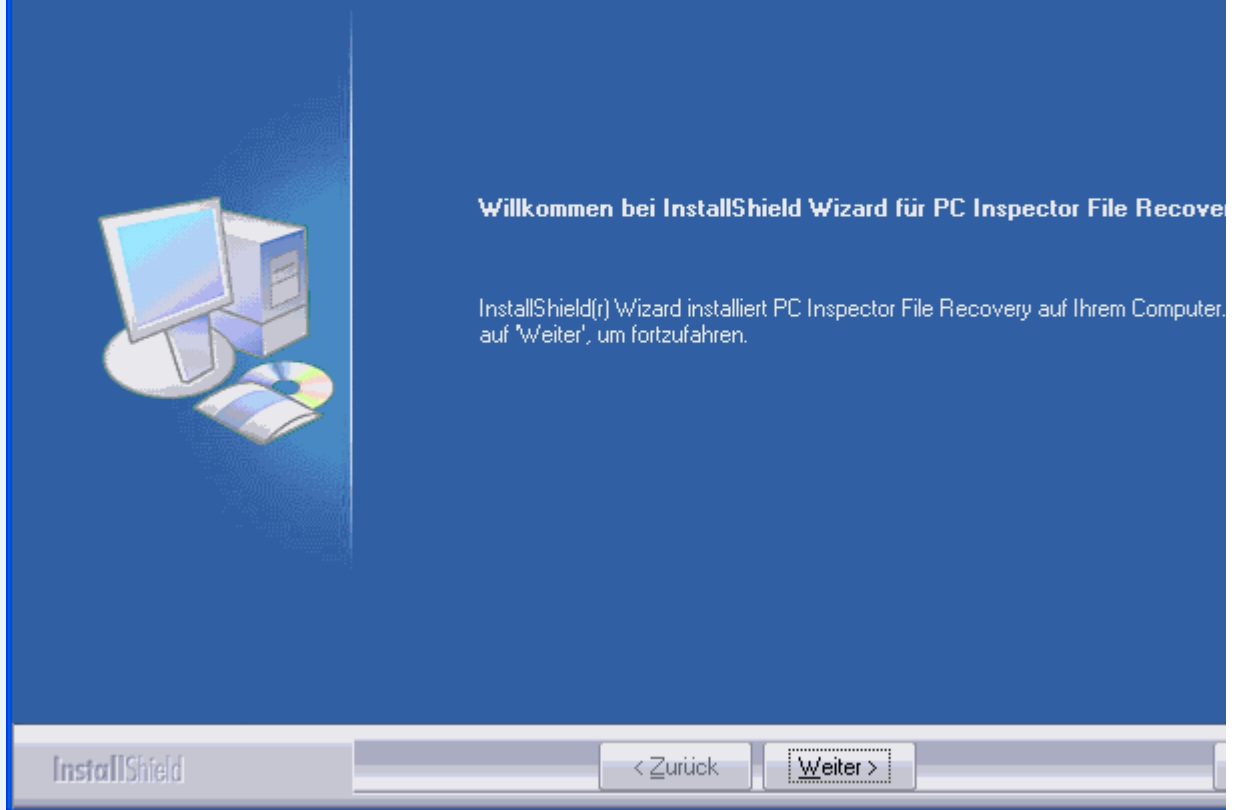 Willkommen bei InstallShield Wizard für PC Inspector File
InstallShield(r) Wizard installiert PC Inspector File Recovery auf Ihrem Computer.
auf 'Weiter', um fortzufahren.
InstallShield
< Zurück
Weiter >